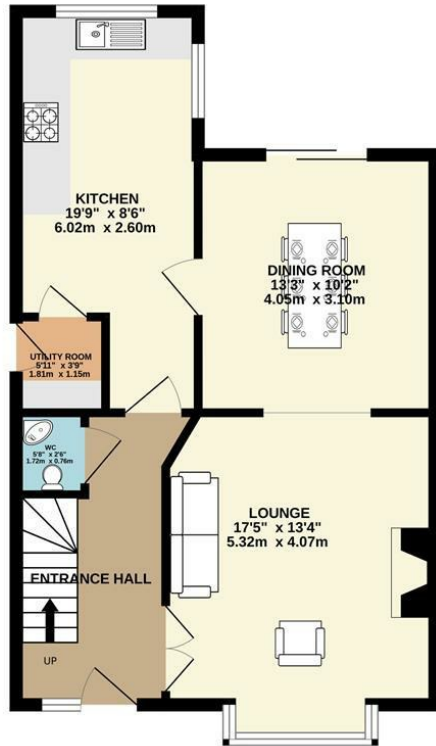 KITCHEN
19'9" x 8'6"
6.02m x 2.60m
DINING ROOM
13'3" x 10'2"
4.05m x 3.10m
UTILITY ROOM
5'11" x 3'9"
1.81m x 1.15m
WC
5'8" x 2'6"
1.72m x 0.76m
LOUNGE
17'5" x 13'4"
5.32m x 4.07m
ENTRANCE HALL
UP